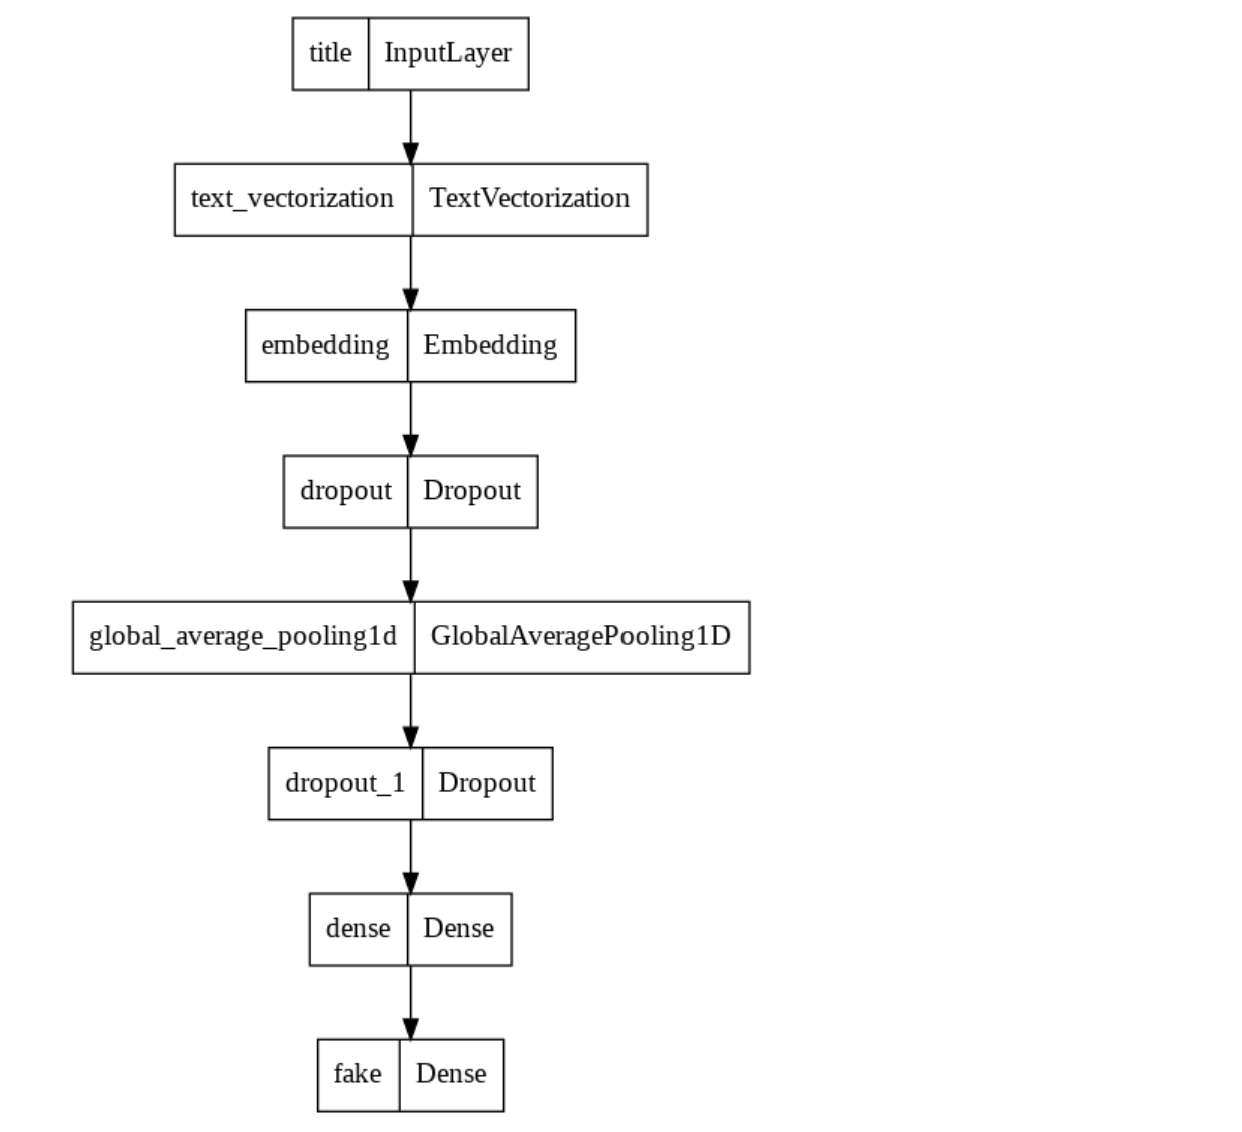 title InputLayer
text_vectorization TextVectorization
embedding Embedding
dropout Dropout
global_average_pooling1d GlobalAveragePooling1D
dropout_1 Dropout
dense Dense
fake Dense